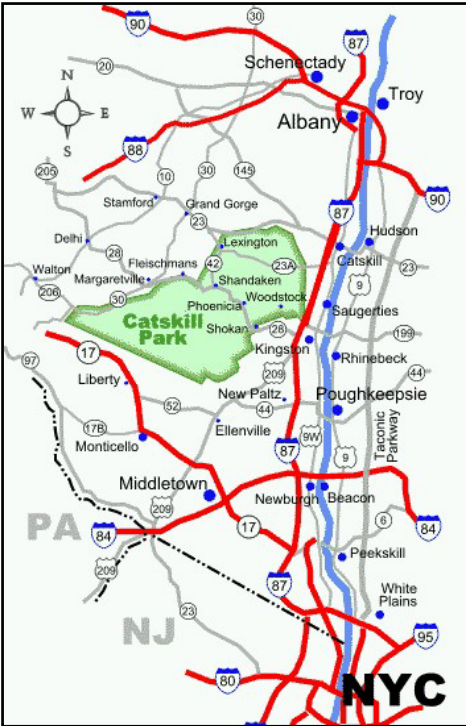 90
30
87
20
Schenectady
N
W E
S
Troy
Albany
88
30
205
10
145
90
Stamford
Grand Gorge
23
87
Hudson
Delhi
Lexington
28
42
23A
Catskill
23
Walton
Fleischmans
Margaretville
Shandaken
9
206
30
Phoenicia
Woodstock
Saugerties
Catskill
Park
Shokan
28
199
97
17
Kingston
Rhinebeck
209
Liberty
New Paltz
44
Poughkeepsie
52
44
17B
Ellenville
Monticello
9W
9
Taconic
Parkway
87
Middletown
209
Newburgh
Beacon
PA
84
17
6
84
209
Peekskill
87
23
White
Plains
NJ
95
80
NYC